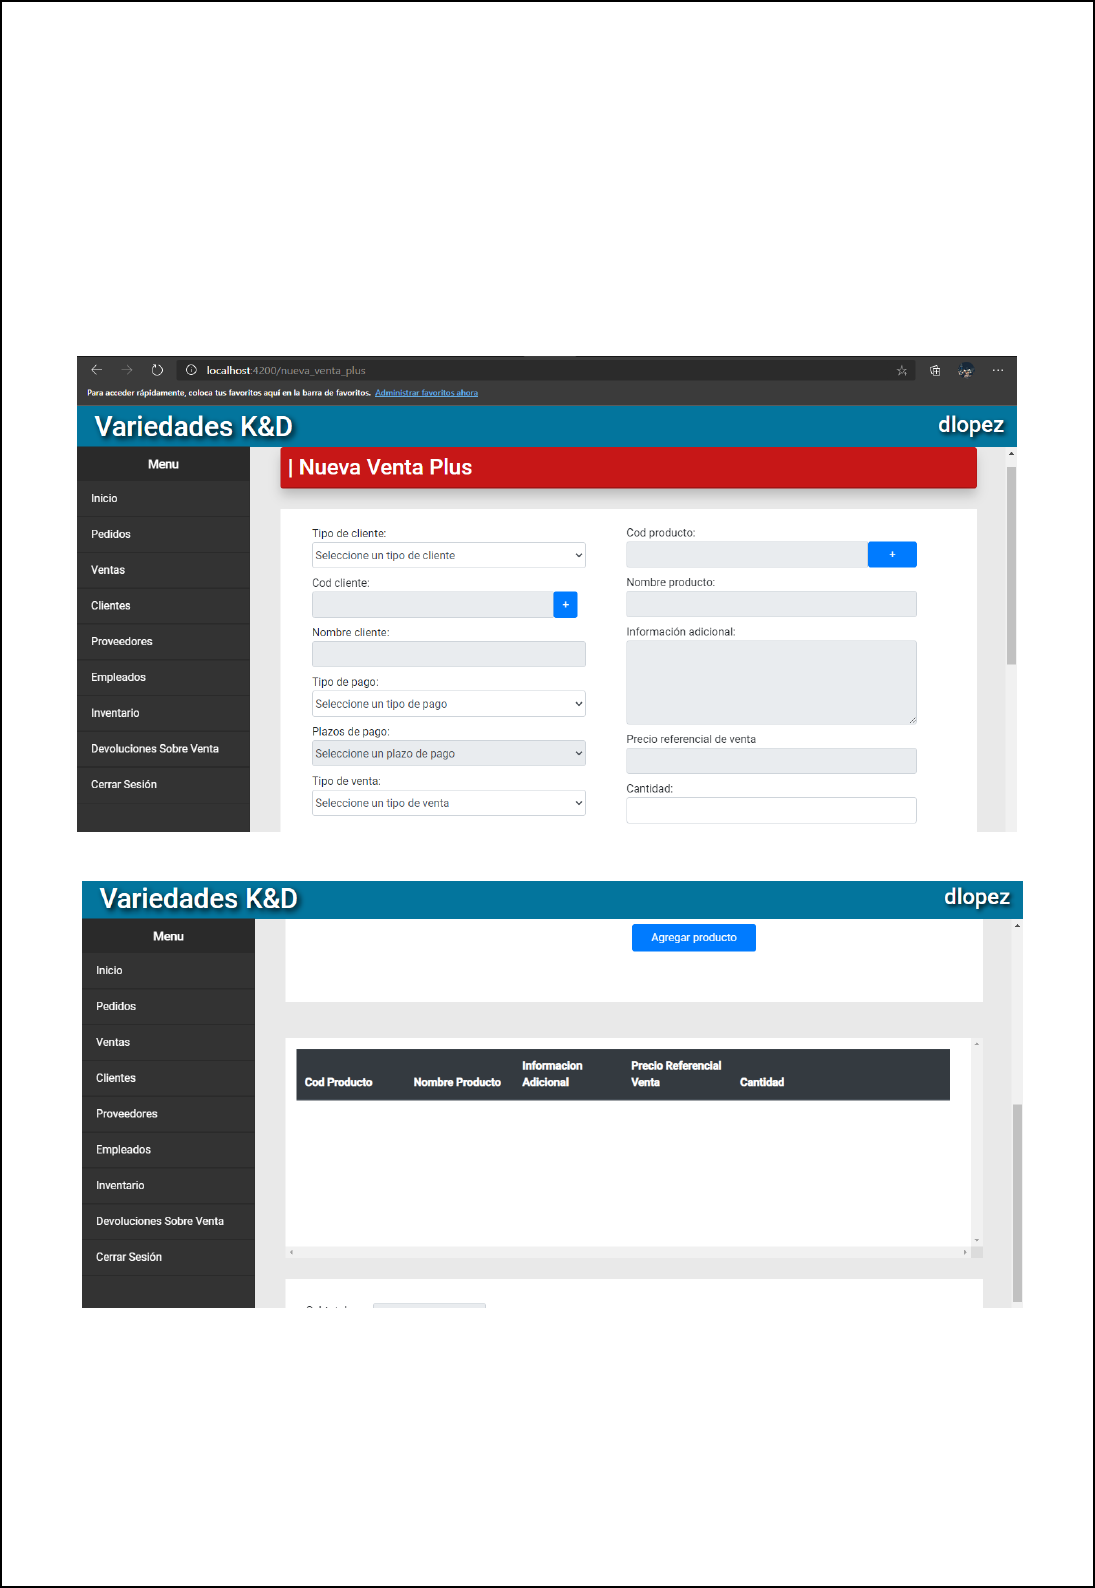 localhost:4200/nueva_venta_plus
Para acceder rápidamente, coloca tus favoritos aquí en la barra de favoritos. Administrar favoritos ahora
Variedades K&D
dlopez
Menu
Inicio
Pedidos
Ventas
Clientes
Proveedores
Empleados
Inventario
Devoluciones Sobre Venta
Cerrar Sesión
| Nueva Venta Plus
Tipo de cliente:
Seleccione un tipo de cliente
Cod cliente:
+
Nombre cliente:
Tipo de pago:
Seleccione un tipo de pago
Plazos de pago:
Seleccione un plazo de pago
Tipo de venta:
Seleccione un tipo de venta
Cod producto:
+
Nombre producto:
Información adicional:
Precio referencial de venta
Cantidad:
Variedades K&D
dlopez
Menu
Inicio
Pedidos
Ventas
Clientes
Proveedores
Empleados
Inventario
Devoluciones Sobre Venta
Cerrar Sesión
Agregar producto
Cod Producto
Nombre Producto
Informacion
Adicional
Precio Referencial
Venta
Cantidad